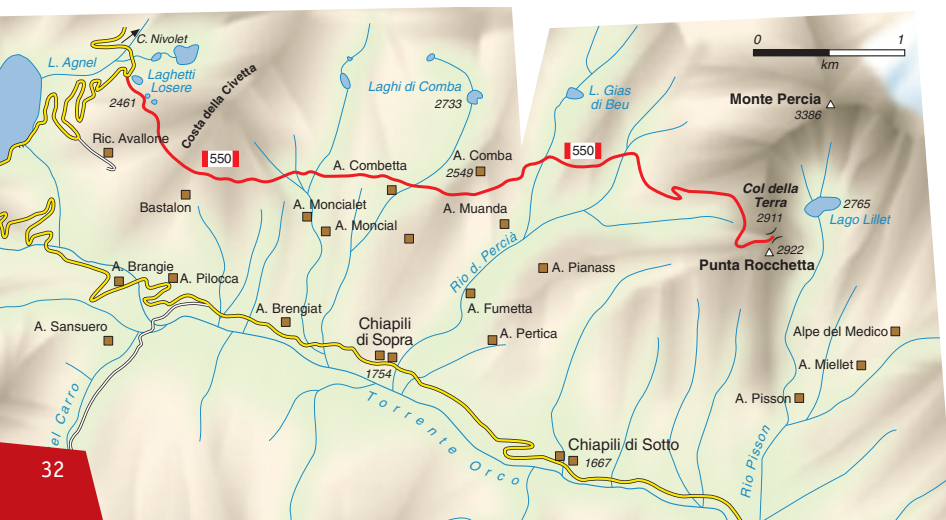 C. Nivolet
L. Agnel
Laghetti
Losere
2461
Costa della Civetta
Laghi di Comba
2733
L. Gias
di Beu
0
1
km
Monte Percia
3386
Ric. Avallone
550
550
A. Combetta
A. Comba
2549
Bastalon
A. Moncialet
A. Moncial
A. Muanda
Col della
Terra
2911
2765
Lago Lillet
2922
Punta Rocchetta
Rio d. Percià
A. Pianass
A. Brangie
A. Pilocca
A. Brengiat
A. Fumetta
A. Sansuero
Chiapili
di Sopra
1754
A. Pertica
Alpe del Medico
A. Miellet
A. Pisson
el Carro
Torrente Orco
Chiapili di Sotto
1667
Rio Pisson
32